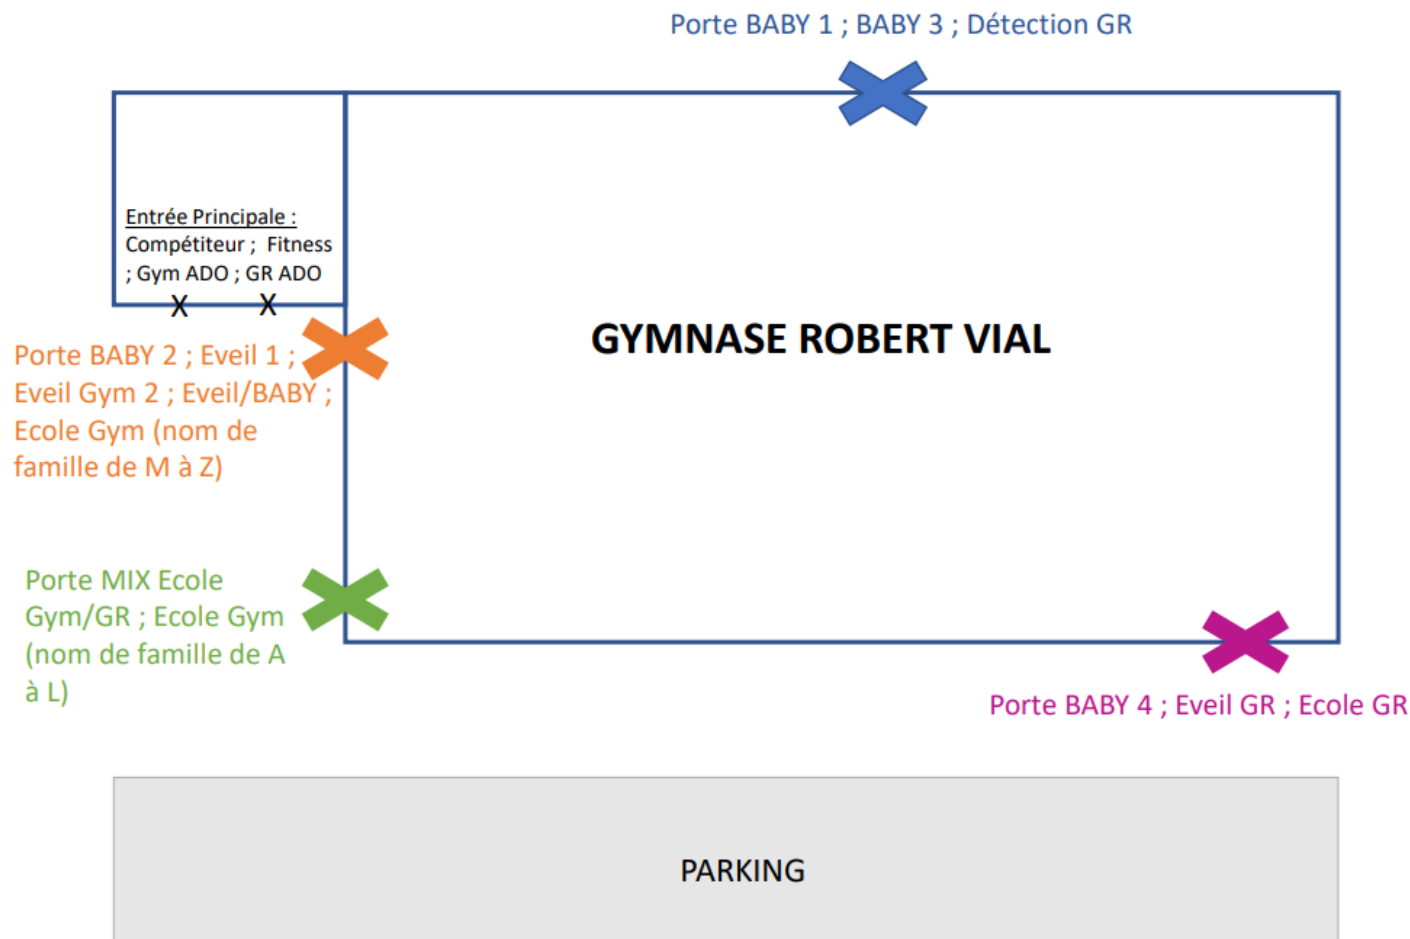 Porte BABY 1 ; BABY 3 ; Détection GR
Entrée Principale :
Compétiteur ; Fitness
; Gym ADO ; GR ADO
X X
GYMNASE ROBERT VIAL
Porte BABY 2 ; Eveil 1 ;
Eveil Gym 2 ; Eveil/BABY ;
Ecole Gym (nom de
famille de M à Z)
Porte MIX Ecole
Gym/GR ; Ecole Gym
(nom de famille de A
à L)
Porte BABY 4 ; Eveil GR ; Ecole GR
PARKING